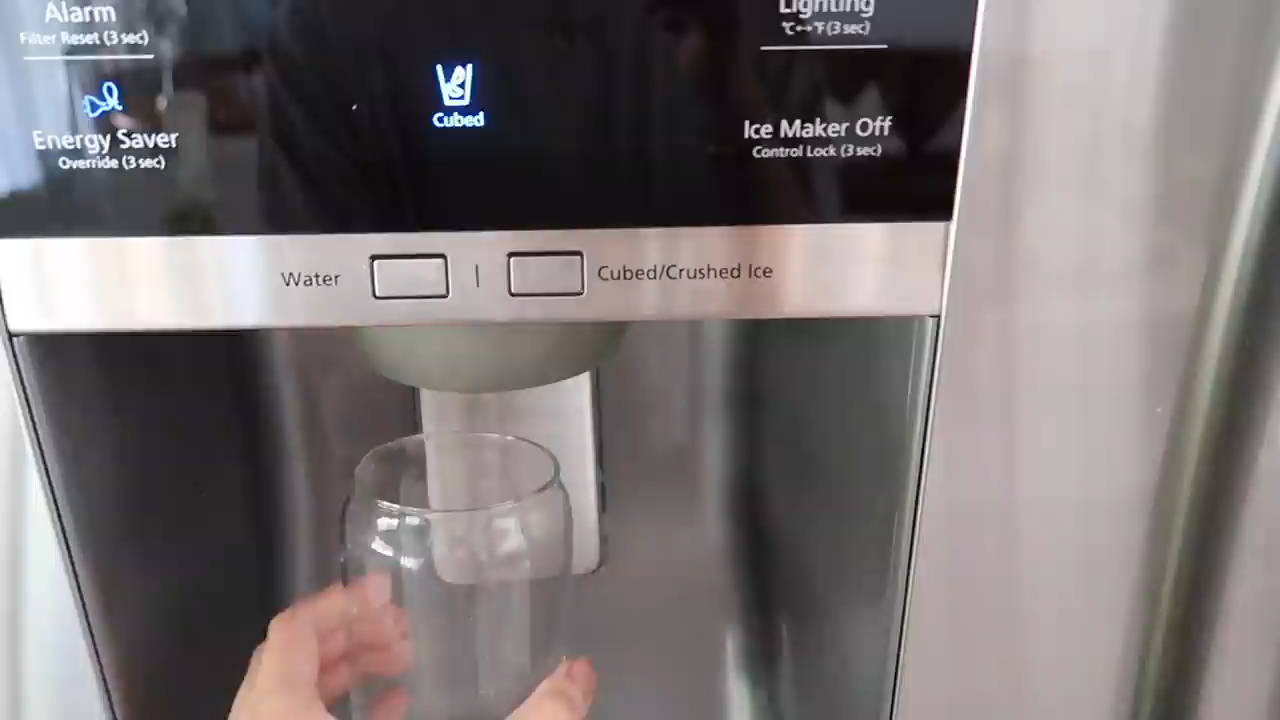 Alarm
Filter Reset (3 sec)
Energy Saver
Override (3 sec)
Cubed
Lighting
°C↔°F(3 sec)
Ice Maker Off
Control Lock (3 sec)
Water | Cubed/Crushed Ice